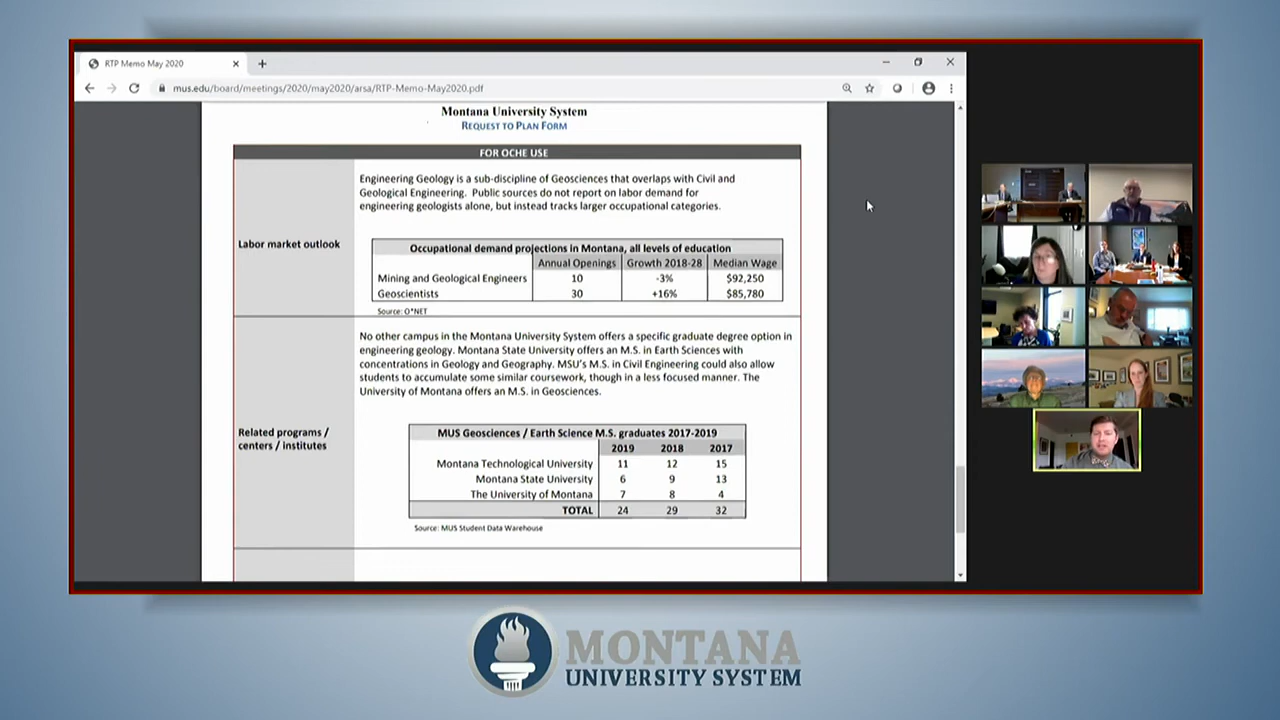 RTP Memo May 2020
mus.edu/board/meetings/2020/may2020/arsa/RTP-Memo-May2020.pdf
Montana University System
REQUEST TO PLAN FORM
FOR OCHE USE
Labor market outlook
Engineering Geology is a sub-discipline of Geosciences that overlaps with Civil and
Geological Engineering. Public sources do not report on labor demand for
engineering geologists alone, but instead tracks larger occupational categories.
Occupational demand projections in Montana, all levels of education
Annual Openings Growth 2018-28 Median Wage
Mining and Geological Engineers 10 -3% $92,250
Geoscientists 30 +16% $85,780
Source: O*NET
Related programs /
centers / institutes
No other campus in the Montana University System offers a specific graduate degree option in
engineering geology. Montana State University offers an M.S. in Earth Sciences with
concentrations in Geology and Geography. MSU's M.S. in Civil Engineering could also allow
students to accumulate some similar coursework, though in a less focused manner. The
University of Montana offers an M.S. in Geosciences.
MUS Geosciences / Earth Science M.S. graduates 2017-2019
2019 2018 2017
Montana Technological University 11 12 15
Montana State University 6 9 13
The University of Montana 7 8 4
TOTAL 24 29 32
Source: MUS Student Data Warehouse
MONTANA
UNIVERSITY SYSTEM